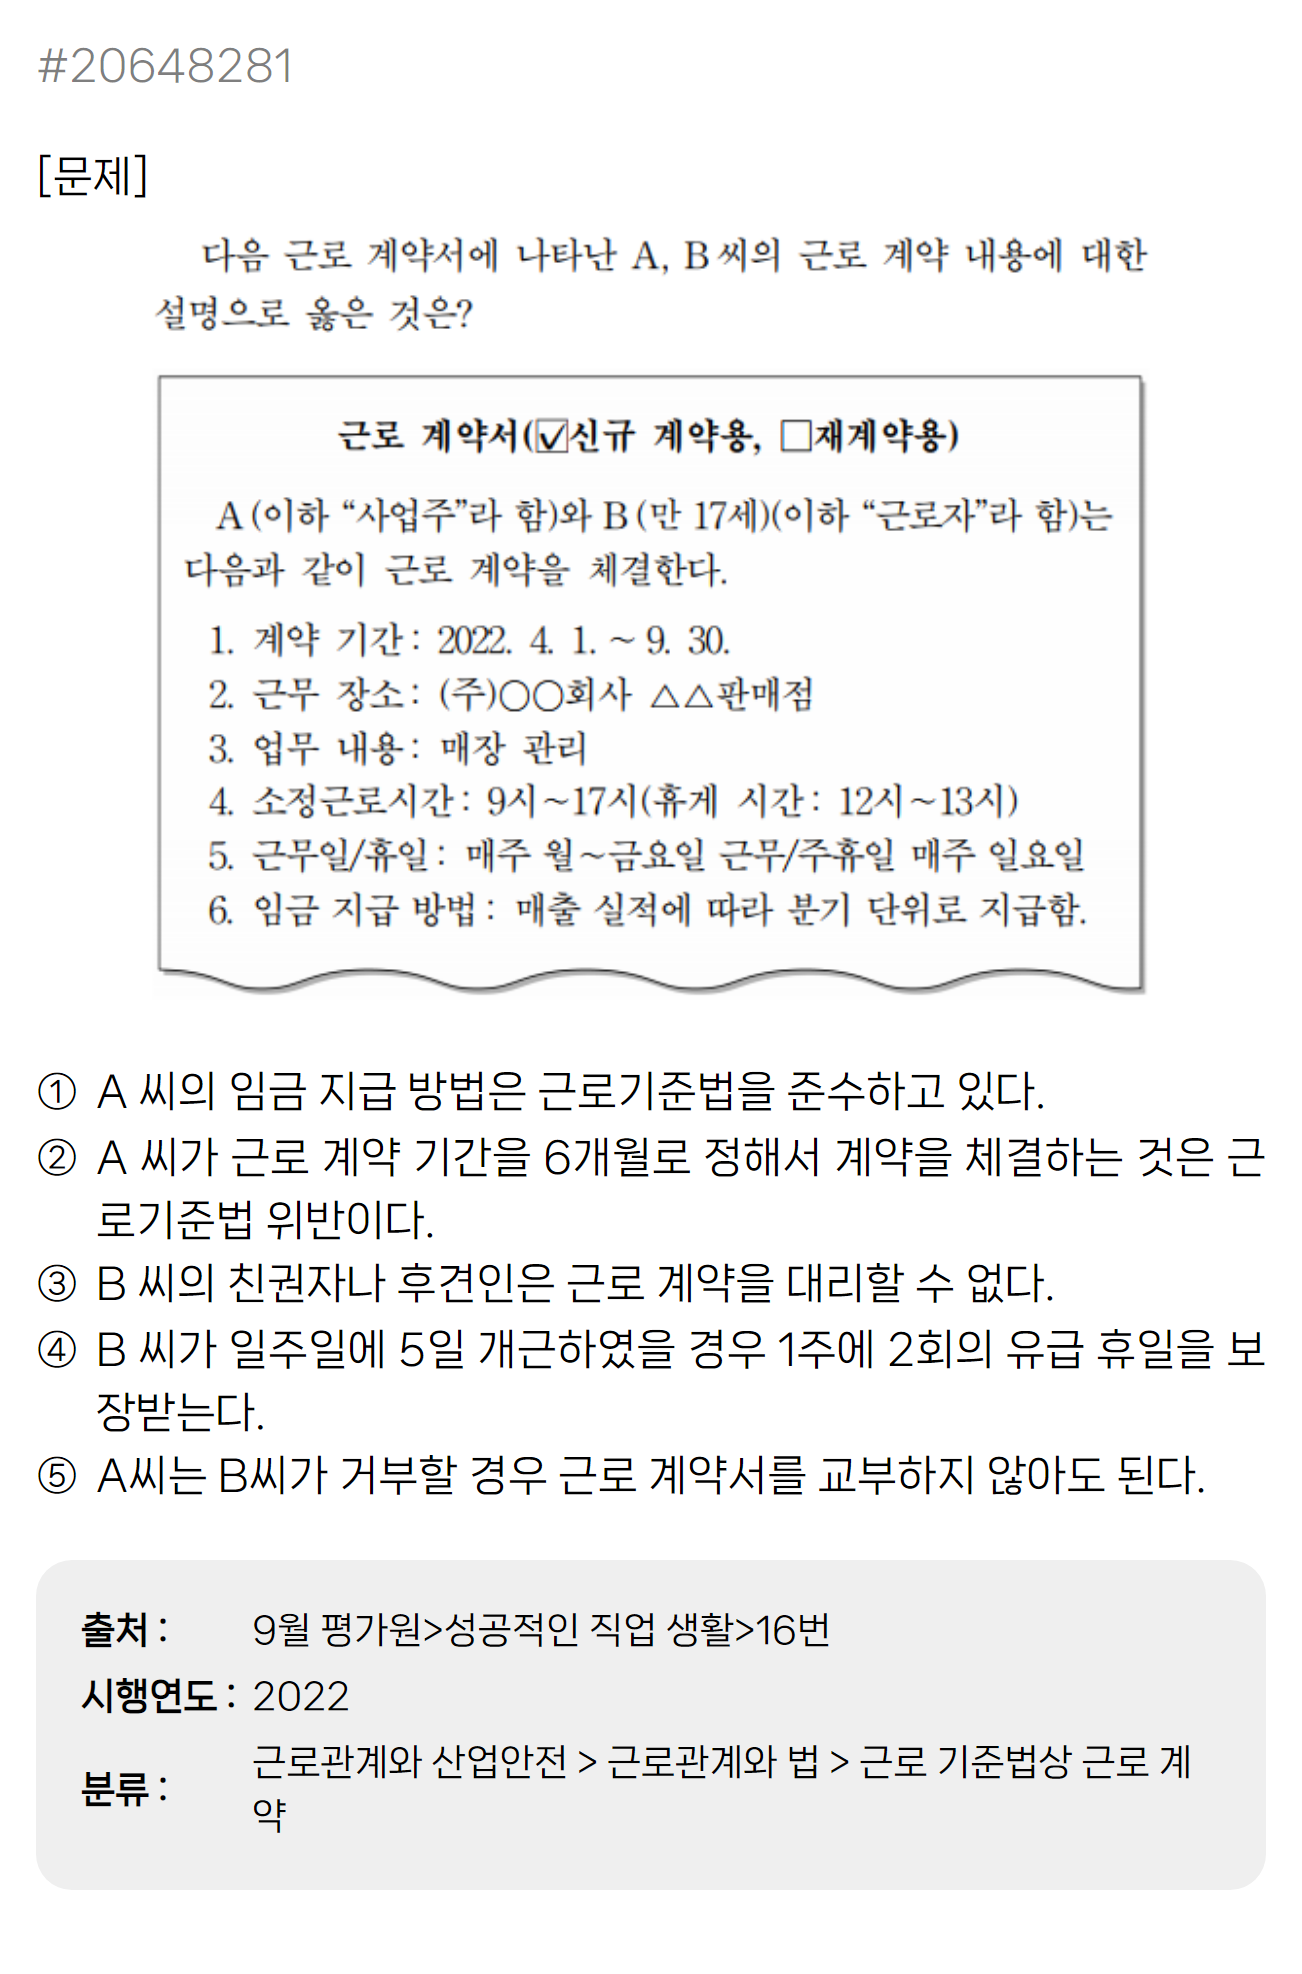 #20648281
[문제]
다음 근로 계약서에 나타난 A, B씨의 근로 계약 내용에 대한
설명으로 옳은 것은?
근로 계약서(☑신규 계약용, □재계약용)
A(이하 “사업주”라 함)와 B(만 17세)(이하 “근로자”라 함)는
다음과 같이 근로 계약을 체결한다.
1. 계약 기간: 2022. 4. 1. ~ 9. 30.
2. 근무 장소: (주)○○회사 △△판매점
3. 업무 내용: 매장 관리
4. 소정근로시간: 9시~17시(휴게 시간: 12시~13시)
5. 근무일/휴일: 매주 월~금요일 근무/주휴일 매주 일요일
6. 임금 지급 방법: 매출 실적에 따라 분기 단위로 지급함.
① A 씨의 임금 지급 방법은 근로기준법을 준수하고 있다.
② A 씨가 근로 계약 기간을 6개월로 정해서 계약을 체결하는 것은 근
로기준법 위반이다.
③ B 씨의 친권자나 후견인은 근로 계약을 대리할 수 없다.
④ B 씨가 일주일에 5일 개근하였을 경우 1주에 2회의 유급 휴일을 보
장받는다.
⑤ A씨는 B씨가 거부할 경우 근로 계약서를 교부하지 않아도 된다.
출처 : 9월 평가원>성공적인 직업 생활>16번
시행연도 : 2022
분류 : 근로관계와 산업안전 > 근로관계와 법 > 근로 기준법상 근로 계
약